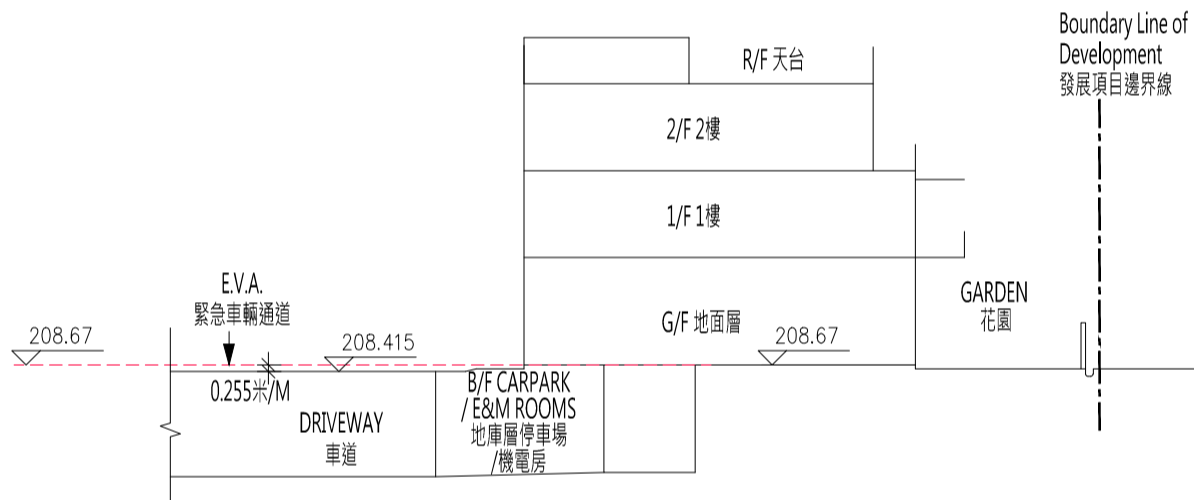 Boundary Line of
Development
發展項目邊界線
R/F 天台
2/F 2樓
1/F 1樓
E.V.A.
緊急車輛通道
GARDEN
花園
G/F 地面層
208.67
208.415
208.67
0.255米/M
B/F CARPARK
/ E&M ROOMS
地庫層停車場
/機電房
DRIVEWAY
車道